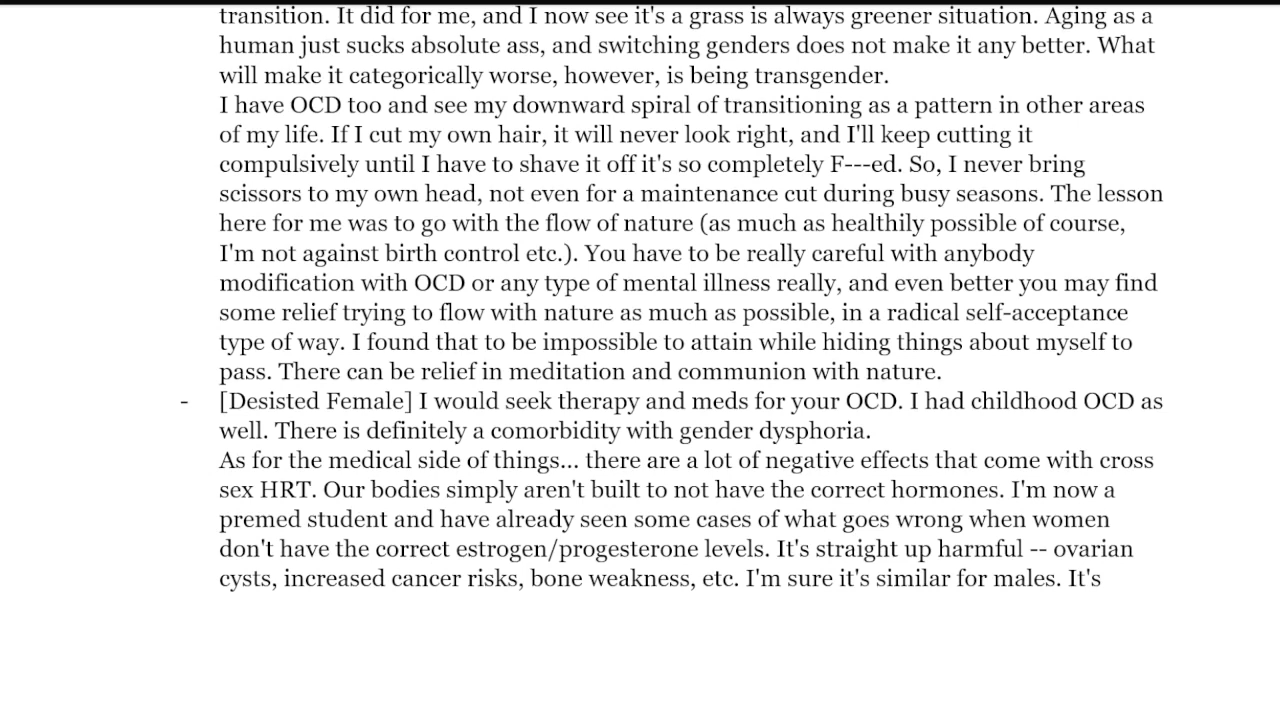 transition. It did for me, and I now see it's a grass is always greener situation. Aging as a
human just sucks absolute ass, and switching genders does not make it any better. What
will make it categorically worse, however, is being transgender.
I have OCD too and see my downward spiral of transitioning as a pattern in other areas
of my life. If I cut my own hair, it will never look right, and I'll keep cutting it
compulsively until I have to shave it off it's so completely F---ed. So, I never bring
scissors to my own head, not even for a maintenance cut during busy seasons. The lesson
here for me was to go with the flow of nature (as much as healthily possible of course,
I'm not against birth control etc.). You have to be really careful with anybody
modification with OCD or any type of mental illness really, and even better you may find
some relief trying to flow with nature as much as possible, in a radical self-acceptance
type of way. I found that to be impossible to attain while hiding things about myself to
pass. There can be relief in meditation and communion with nature.
- [Desisted Female] I would seek therapy and meds for your OCD. I had childhood OCD as
well. There is definitely a comorbidity with gender dysphoria.
As for the medical side of things... there are a lot of negative effects that come with cross
sex HRT. Our bodies simply aren't built to not have the correct hormones. I'm now a
premed student and have already seen some cases of what goes wrong when women
don't have the correct estrogen/progesterone levels. It's straight up harmful -- ovarian
cysts, increased cancer risks, bone weakness, etc. I'm sure it's similar for males. It's